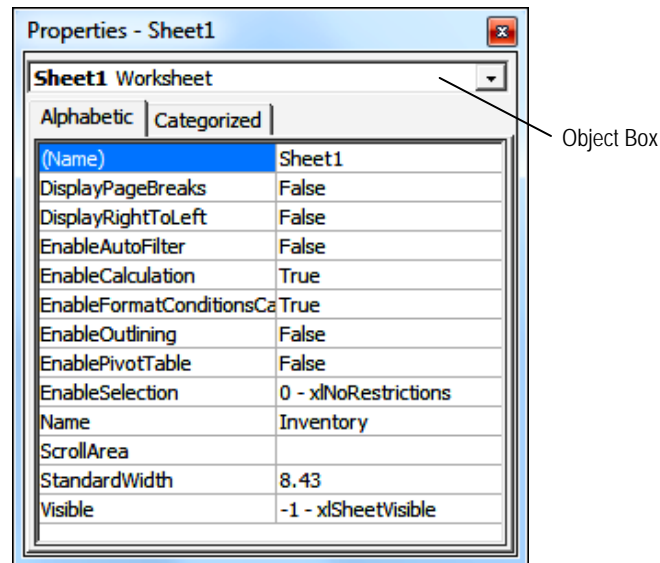 Properties - Sheet1
Sheet1 Worksheet
Object Box
Alphabetic Categorized
(Name) Sheet1
DisplayPageBreaks False
DisplayRightToLeft False
EnableAutoFilter False
EnableCalculation True
EnableFormatConditionsCa True
EnableOutlining False
EnablePivotTable False
EnableSelection 0 - xlNoRestrictions
Name Inventory
ScrollArea
StandardWidth 8.43
Visible -1 - xlSheetVisible